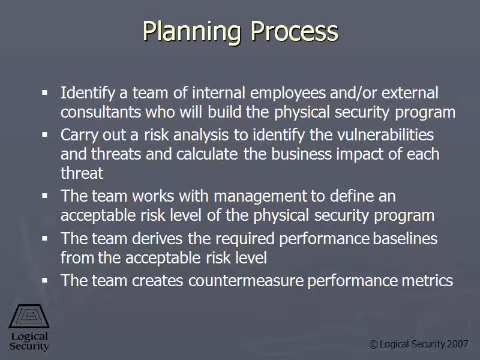 Planning Process
▪ Identify a team of internal employees and/or external
consultants who will build the physical security program
▪ Carry out a risk analysis to identify the vulnerabilities
and threats and calculate the business impact of each
threat
▪ The team works with management to define an
acceptable risk level of the physical security program
▪ The team derives the required performance baselines
from the acceptable risk level
▪ The team creates countermeasure performance metrics
Logical
Security
© Logical Security 2007